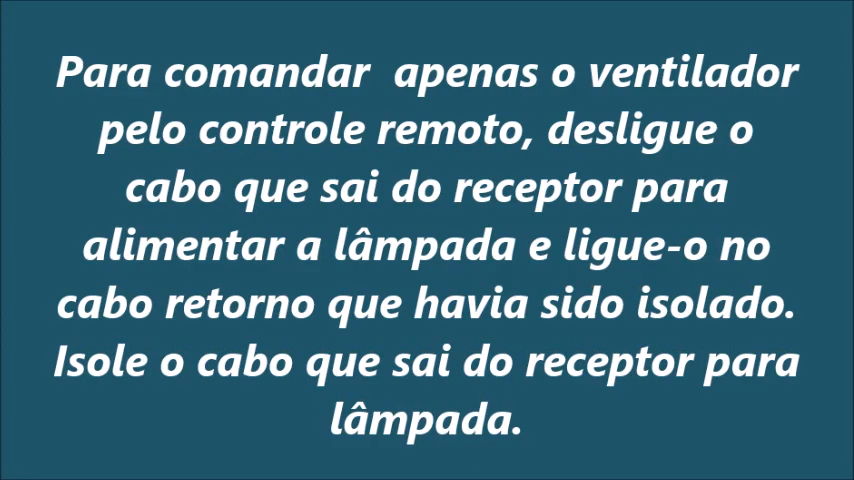 Para comandar  apenas o ventilador
pelo controle remoto, desligue o
cabo que sai do receptor para
alimentar a lâmpada e ligue-o no
cabo retorno que havia sido isolado.
Isole o cabo que sai do receptor para
lâmpada.